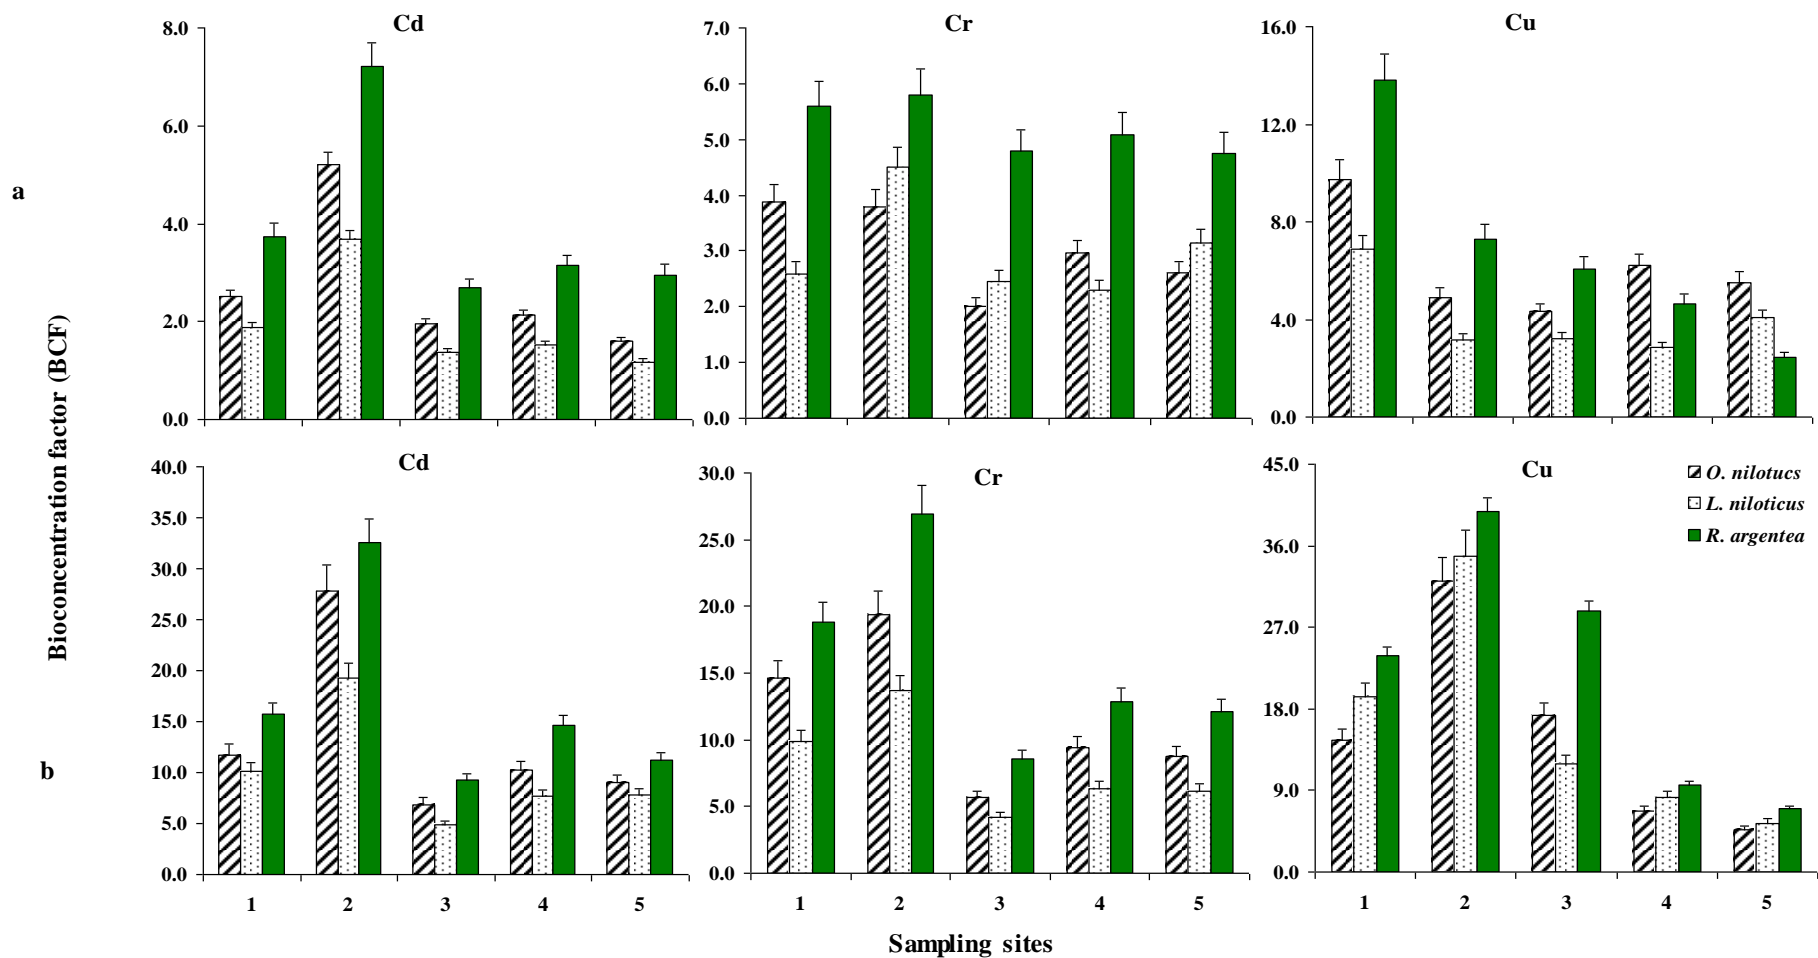 Cd
8.0
6.0
4.0
2.0
0.0
Cr
7.0
6.0
5.0
4.0
3.0
2.0
1.0
0.0
Cu
16.0
12.0
8.0
4.0
0.0
a
Bioconcentration factor (BCF)
Cd
40.0
35.0
30.0
25.0
20.0
15.0
10.0
5.0
0.0
1 2 3 4 5
Cr
30.0
25.0
20.0
15.0
10.0
5.0
0.0
1 2 3 4 5
Cu
45.0
36.0
27.0
18.0
9.0
0.0
1 2 3 4 5
O. nilotucs
L. niloticus
R. argentea
b
Sampling sites